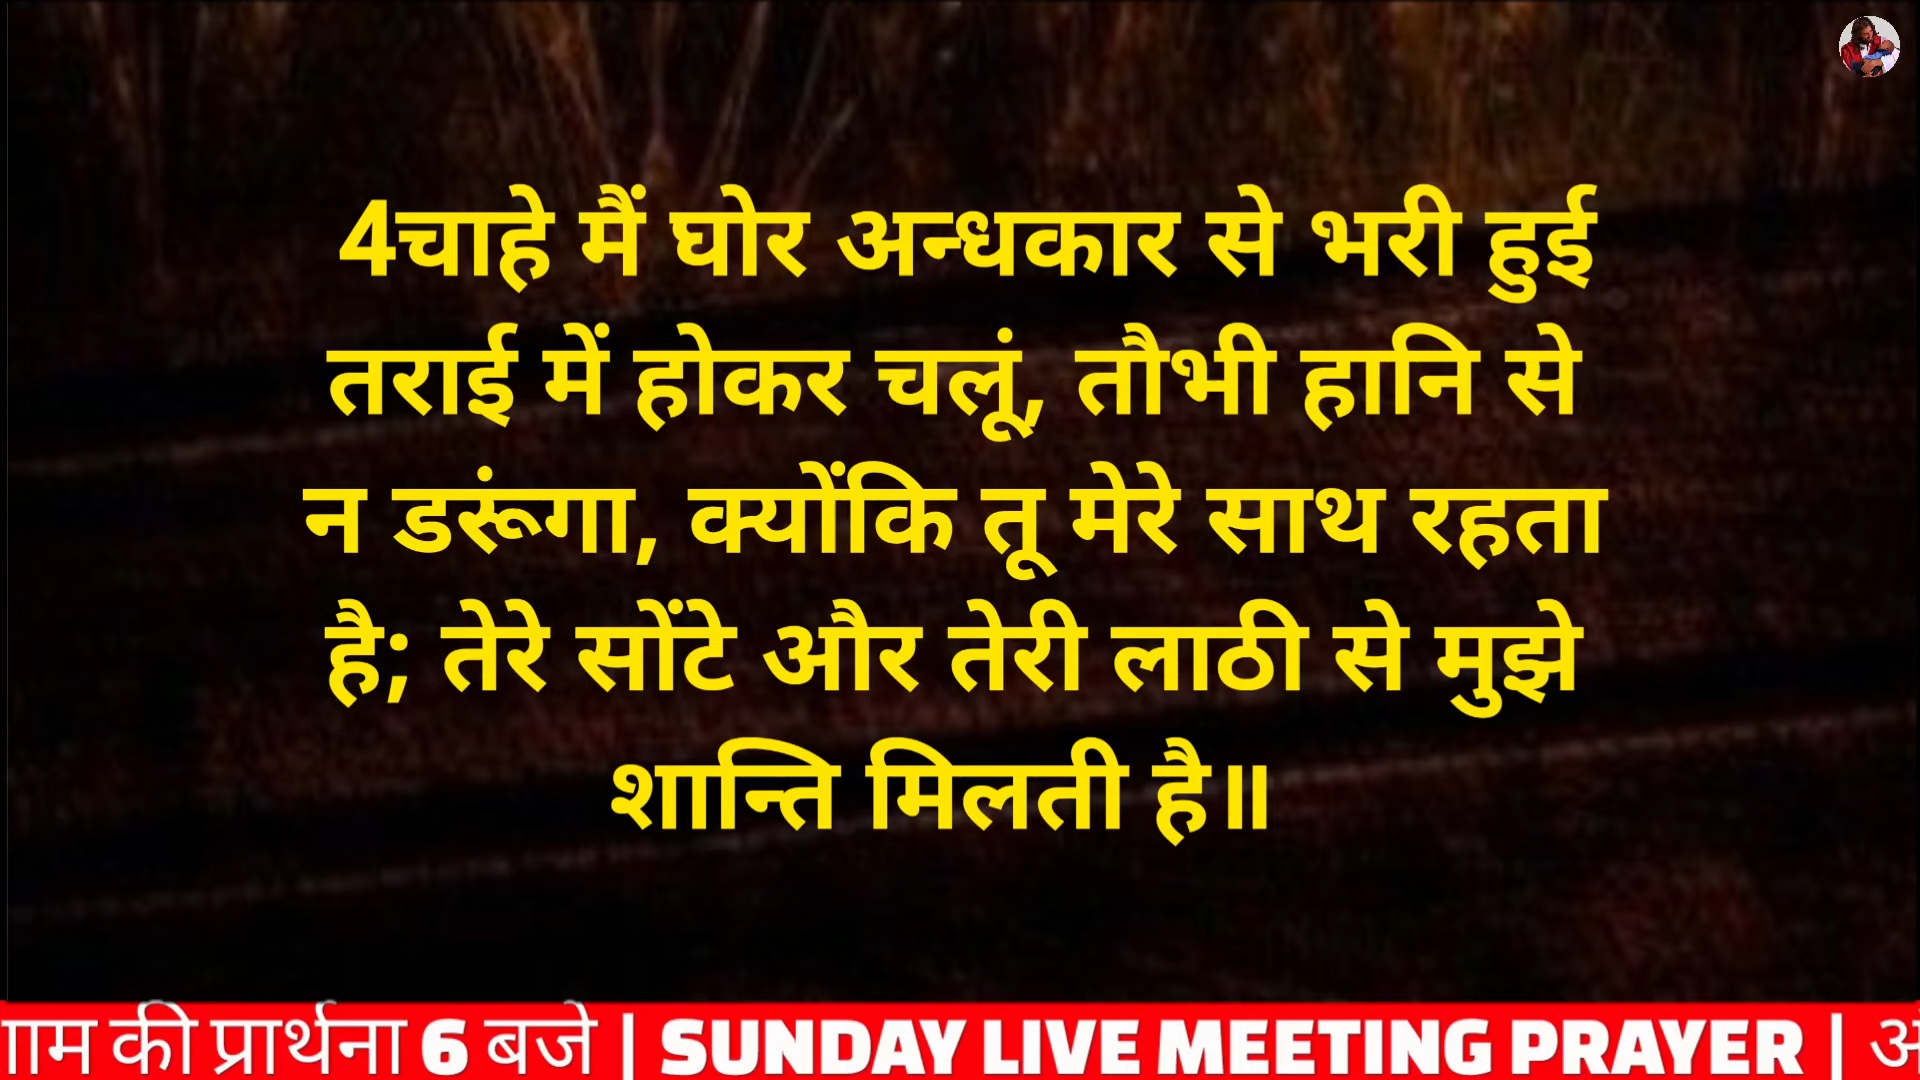 4चाहे मैं घोर अन्धकार से भरी हुई
तराई में होकर चलूं, तौभी हानि से
न डरूंगा, क्योंकि तू मेरे साथ रहता
है; तेरे सोंटे और तेरी लाठी से मुझे
शान्ति मिलती है॥
की प्रार्थना 6 बजे | SUNDAY LIVE MEETING PRAYER |